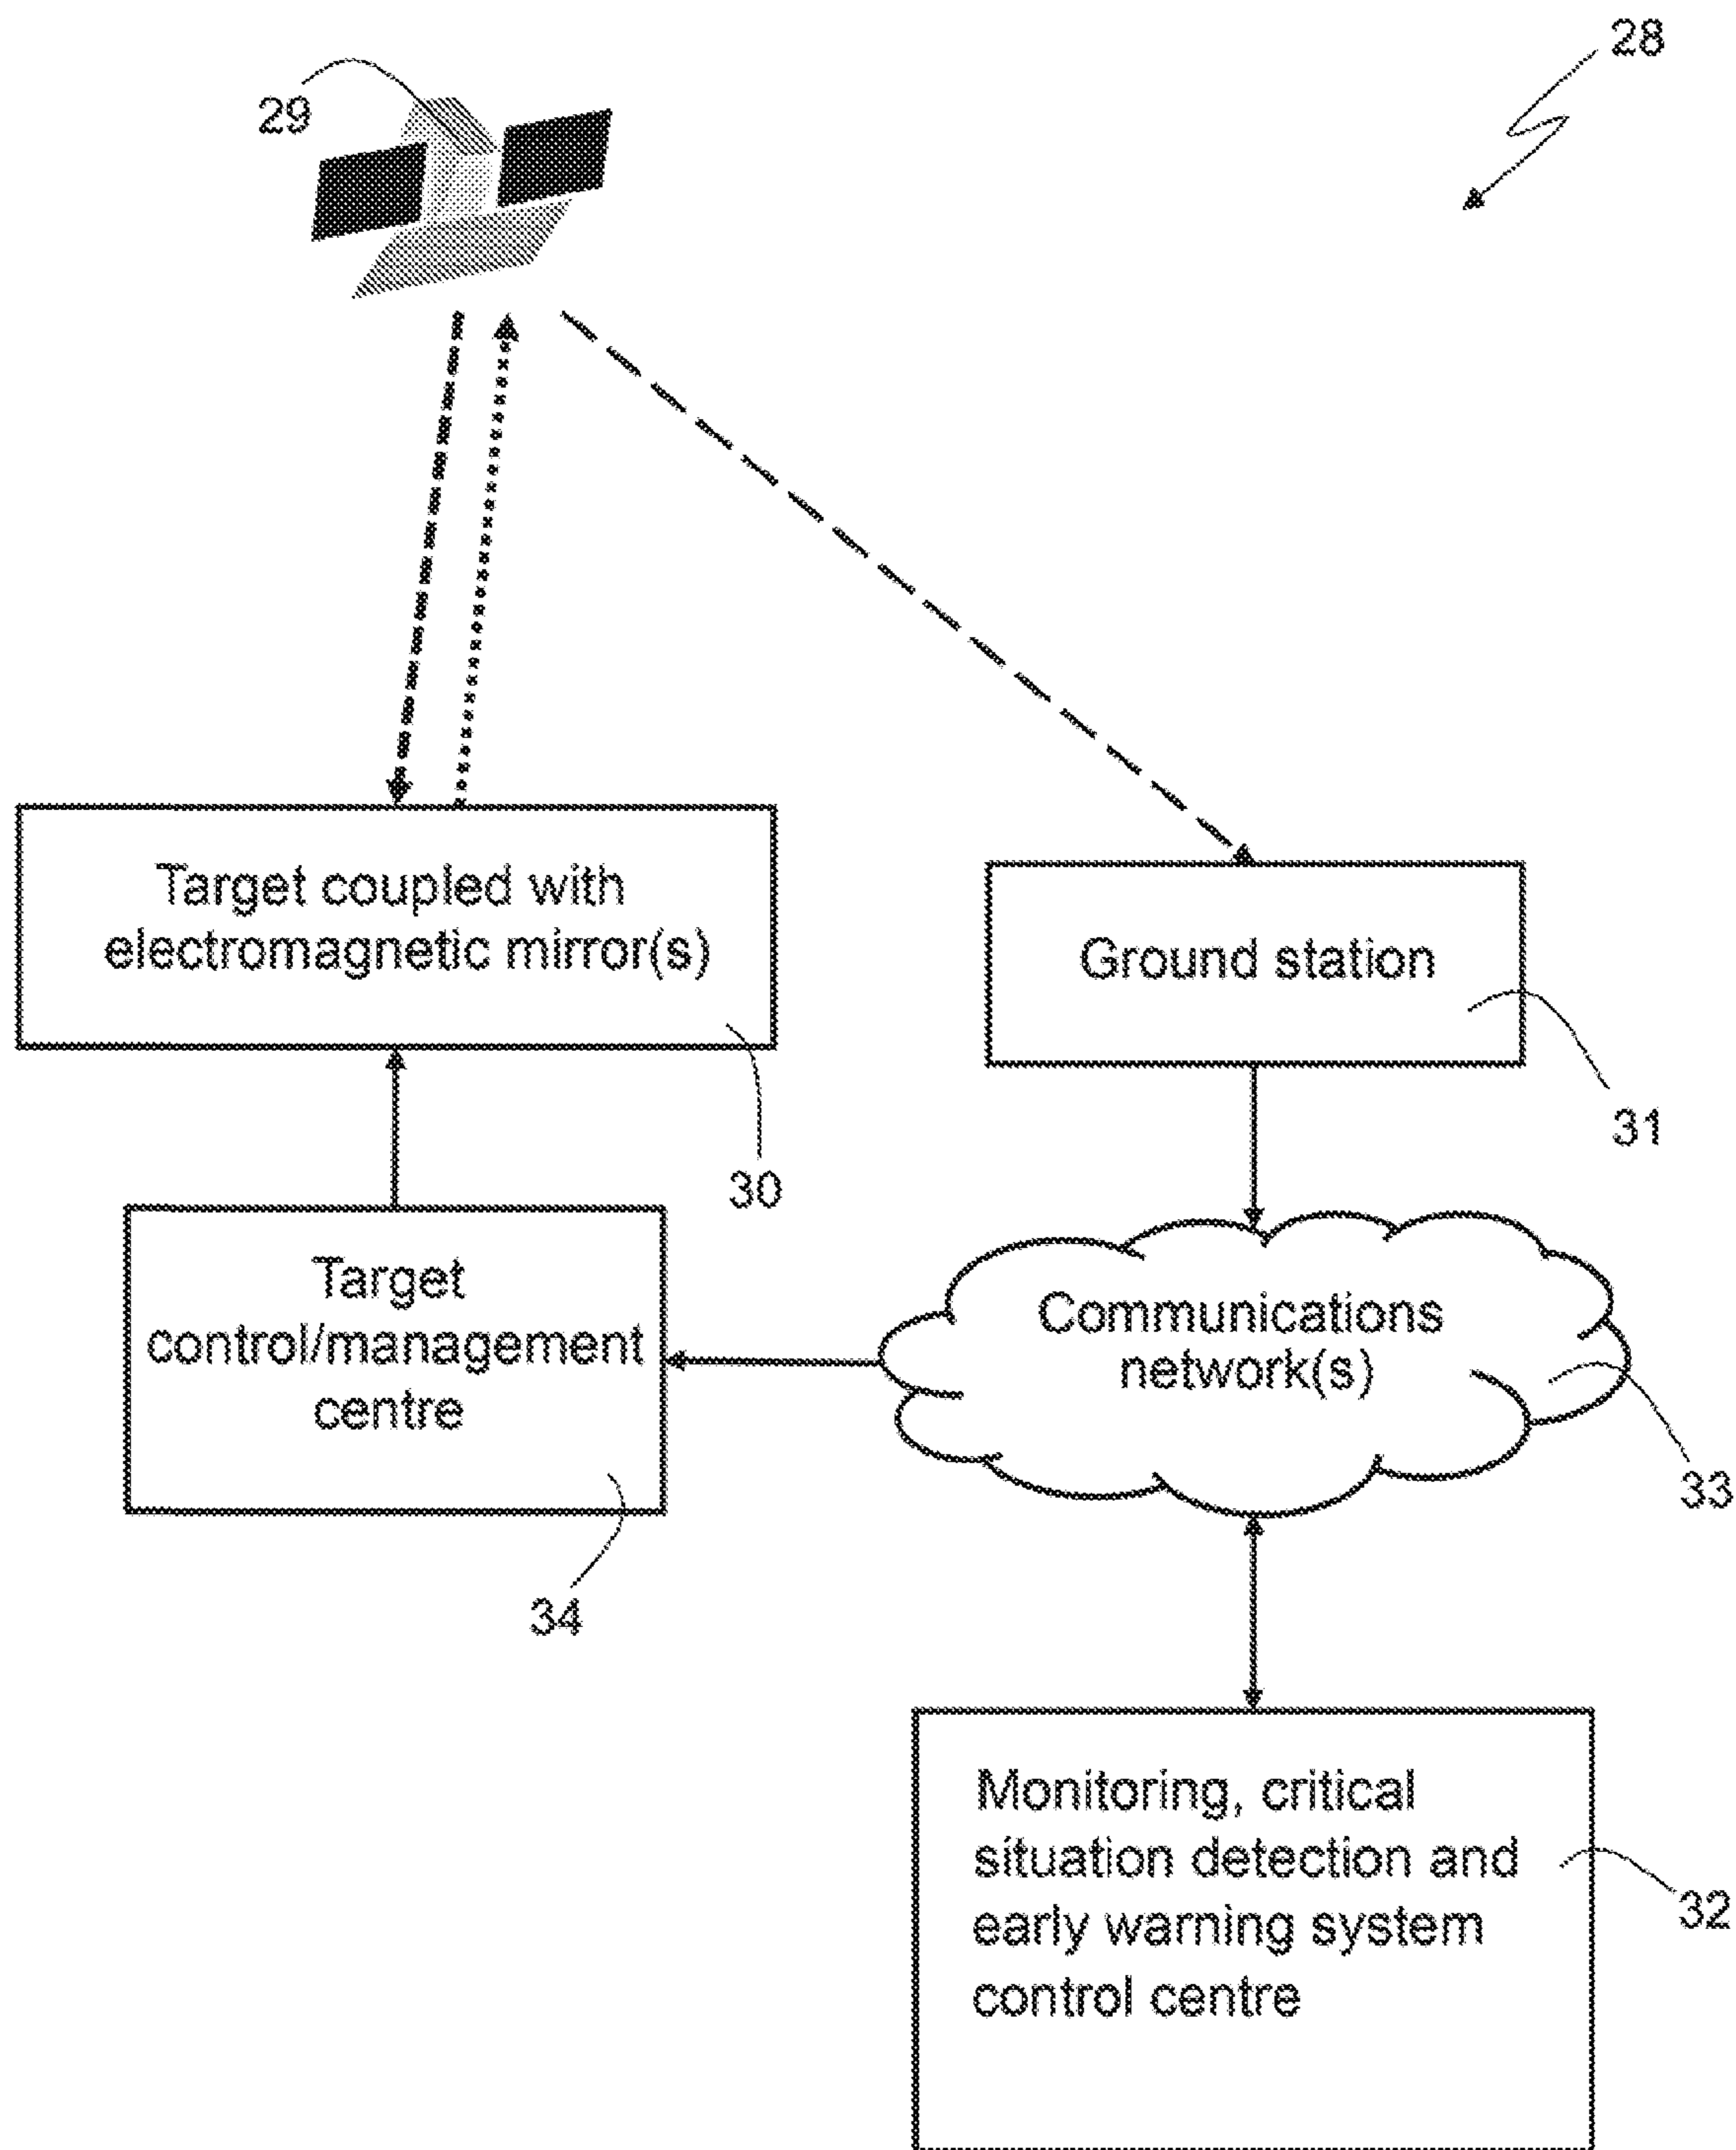 28
29
Target coupled with
electromagnetic mirror(s)
Ground station
31
30
Target
control/management
centre
Communications
network(s)
33
34
Monitoring, critical
situation detection and
early warning system
control centre
32